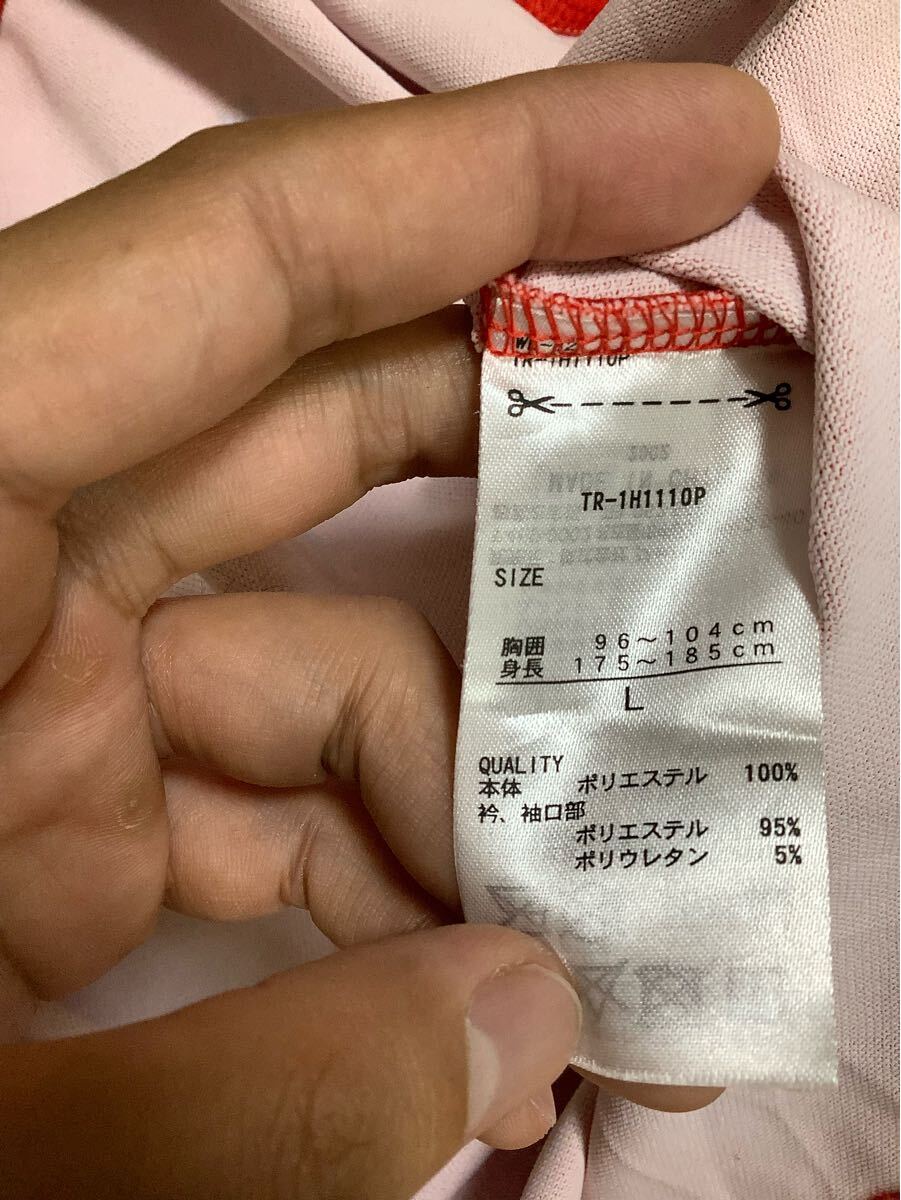 TR-1H1110P
TR-1H1110P
SIZE
胸囲 96～104cm
身長 175～185cm
L
QUALITY
本体 ポリエステル 100%
衿、袖口部
ポリエステル 95%
ポリウレタン 5%